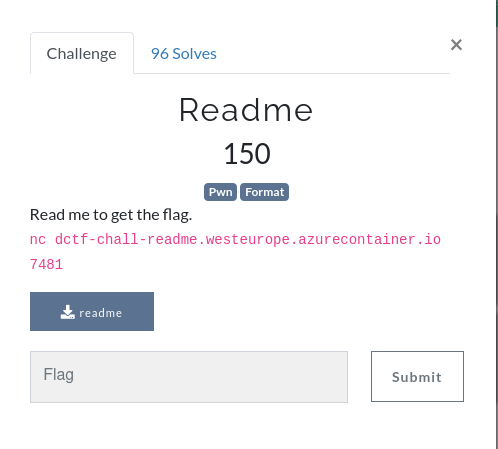 Challenge
96 Solves
×
Readme
150
Pwn Format
Read me to get the flag.
nc dctf-chall-readme.westeurope.azurecontainer.io
7481
readme
Flag
Submit